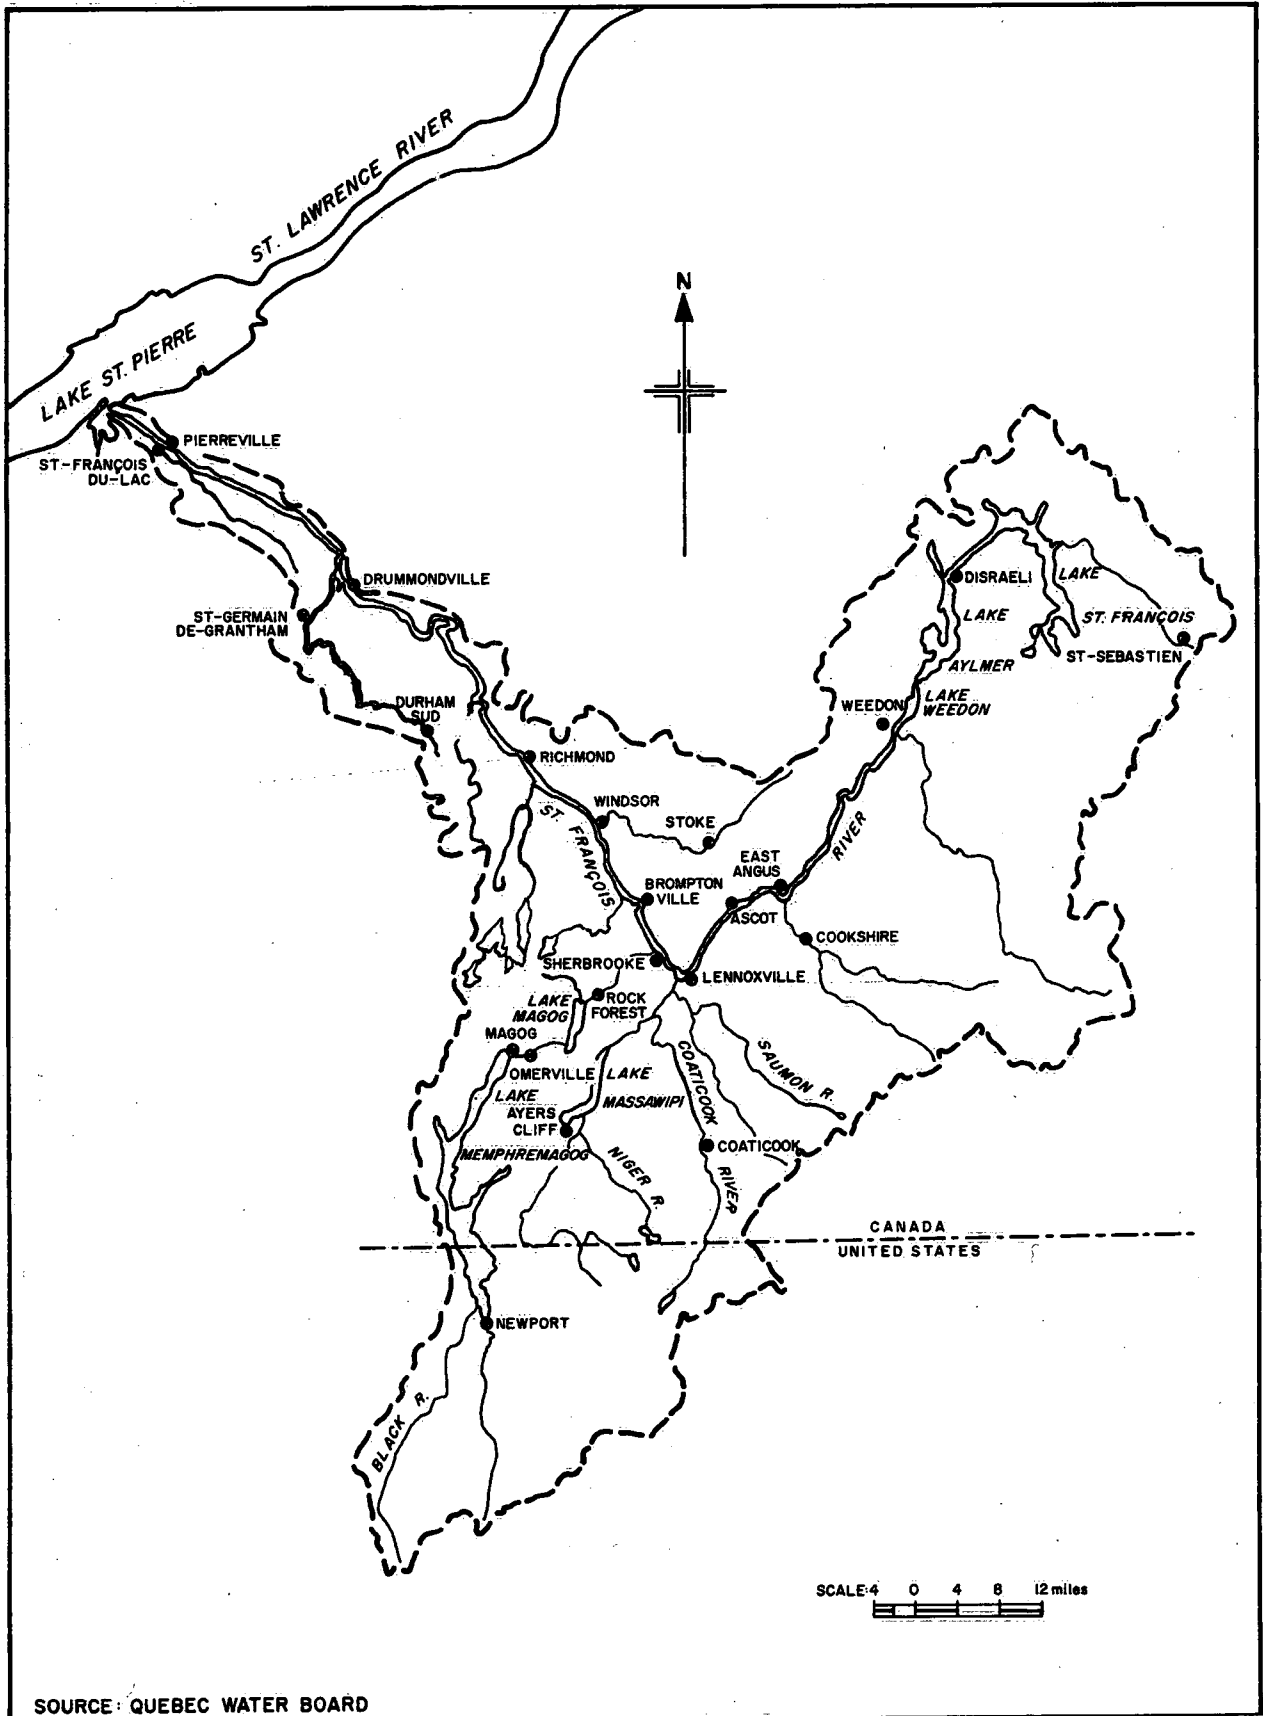 ST. LAWRENCE RIVER
N
LAKE ST. PIERRE
PIERREVILLE
ST-FRANÇOIS
DU-LAC
DRUMMONDVILLE
ST-GERMAIN
DE-GRANTHAM
DISRAELI
LAKE
ST. FRANÇOIS
LAKE
AYLMER
ST-SEBASTIEN
LAKE
WEEDON
WEEDON
DURHAM
SUD
RICHMOND
WINDSOR
STOKE
ST. FRANÇOIS
RIVER
EAST
ANGUS
BROMPTON
VILLE
ASCOT
COOKSHIRE
SHERBROOKE
LENNOXVILLE
LAKE
MAGOG
ROCK
FOREST
MAGOG
OMERVILLE
LAKE
MASSAWIPI
COATICOOK
RIVER
SAUMON R.
LAKE
MEMPHREMAGOG
AYERS
CLIFF
NIGER R.
COATICOOK
CANADA
UNITED STATES
NEWPORT
BLACK R.
SCALE: 4 0 4 8 12 miles
SOURCE: QUEBEC WATER BOARD